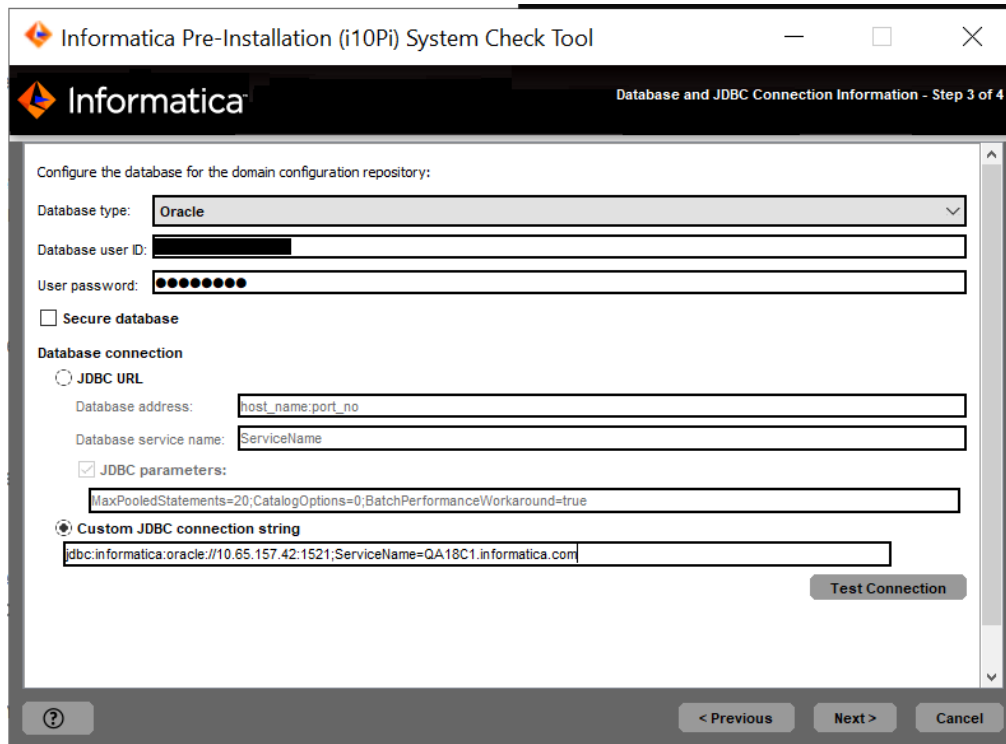 Informatica Pre-Installation (i10Pi) System Check Tool
Informatica
Database and JDBC Connection Information - Step 3 of 4
Configure the database for the domain configuration repository:
Database type: Oracle
Database user ID:
User password: ●●●●●●●●
Secure database
Database connection
JDBC URL
Database address: host_name:port_no
Database service name: ServiceName
JDBC parameters:
MaxPooledStatements=20;CatalogOptions=0;BatchPerformanceWorkaround=true
Custom JDBC connection string
jdbc:informatica:oracle://10.65.157.42:1521;ServiceName=QA18C1.informatica.com
Test Connection
?
< Previous Next > Cancel